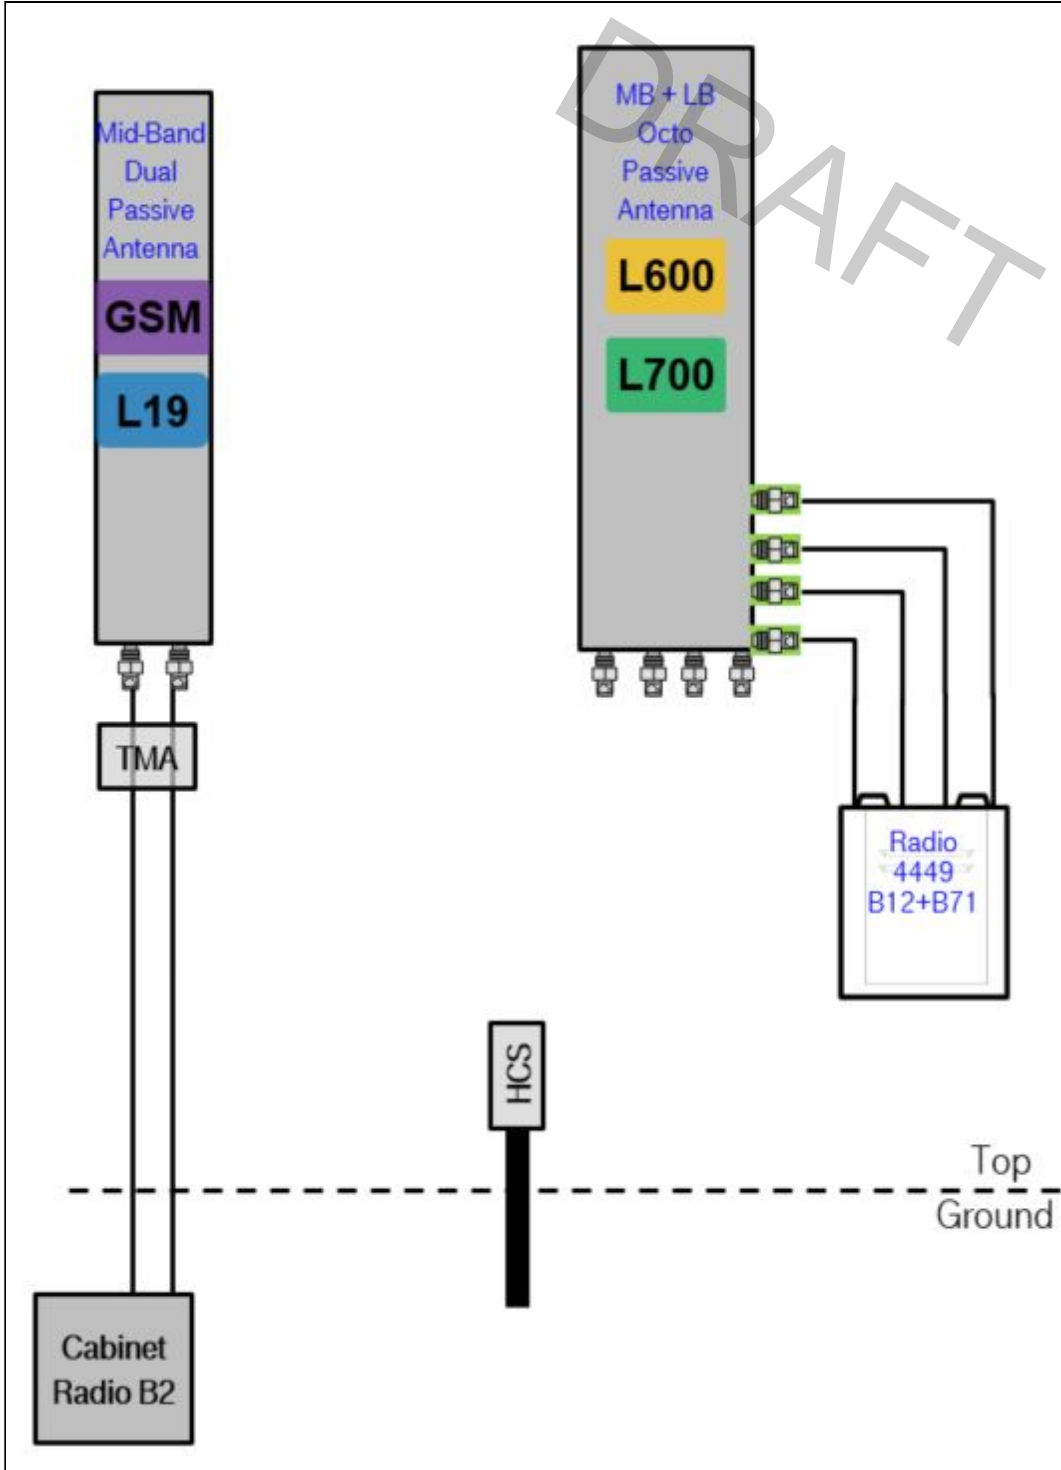 DRAFT
Mid-Band
Dual
Passive
Antenna
GSM
L19
MB + LB
Octo
Passive
Antenna
L600
L700
TMA
Radio
4449
B12+B71
HCS
Top
Ground
Cabinet
Radio B2